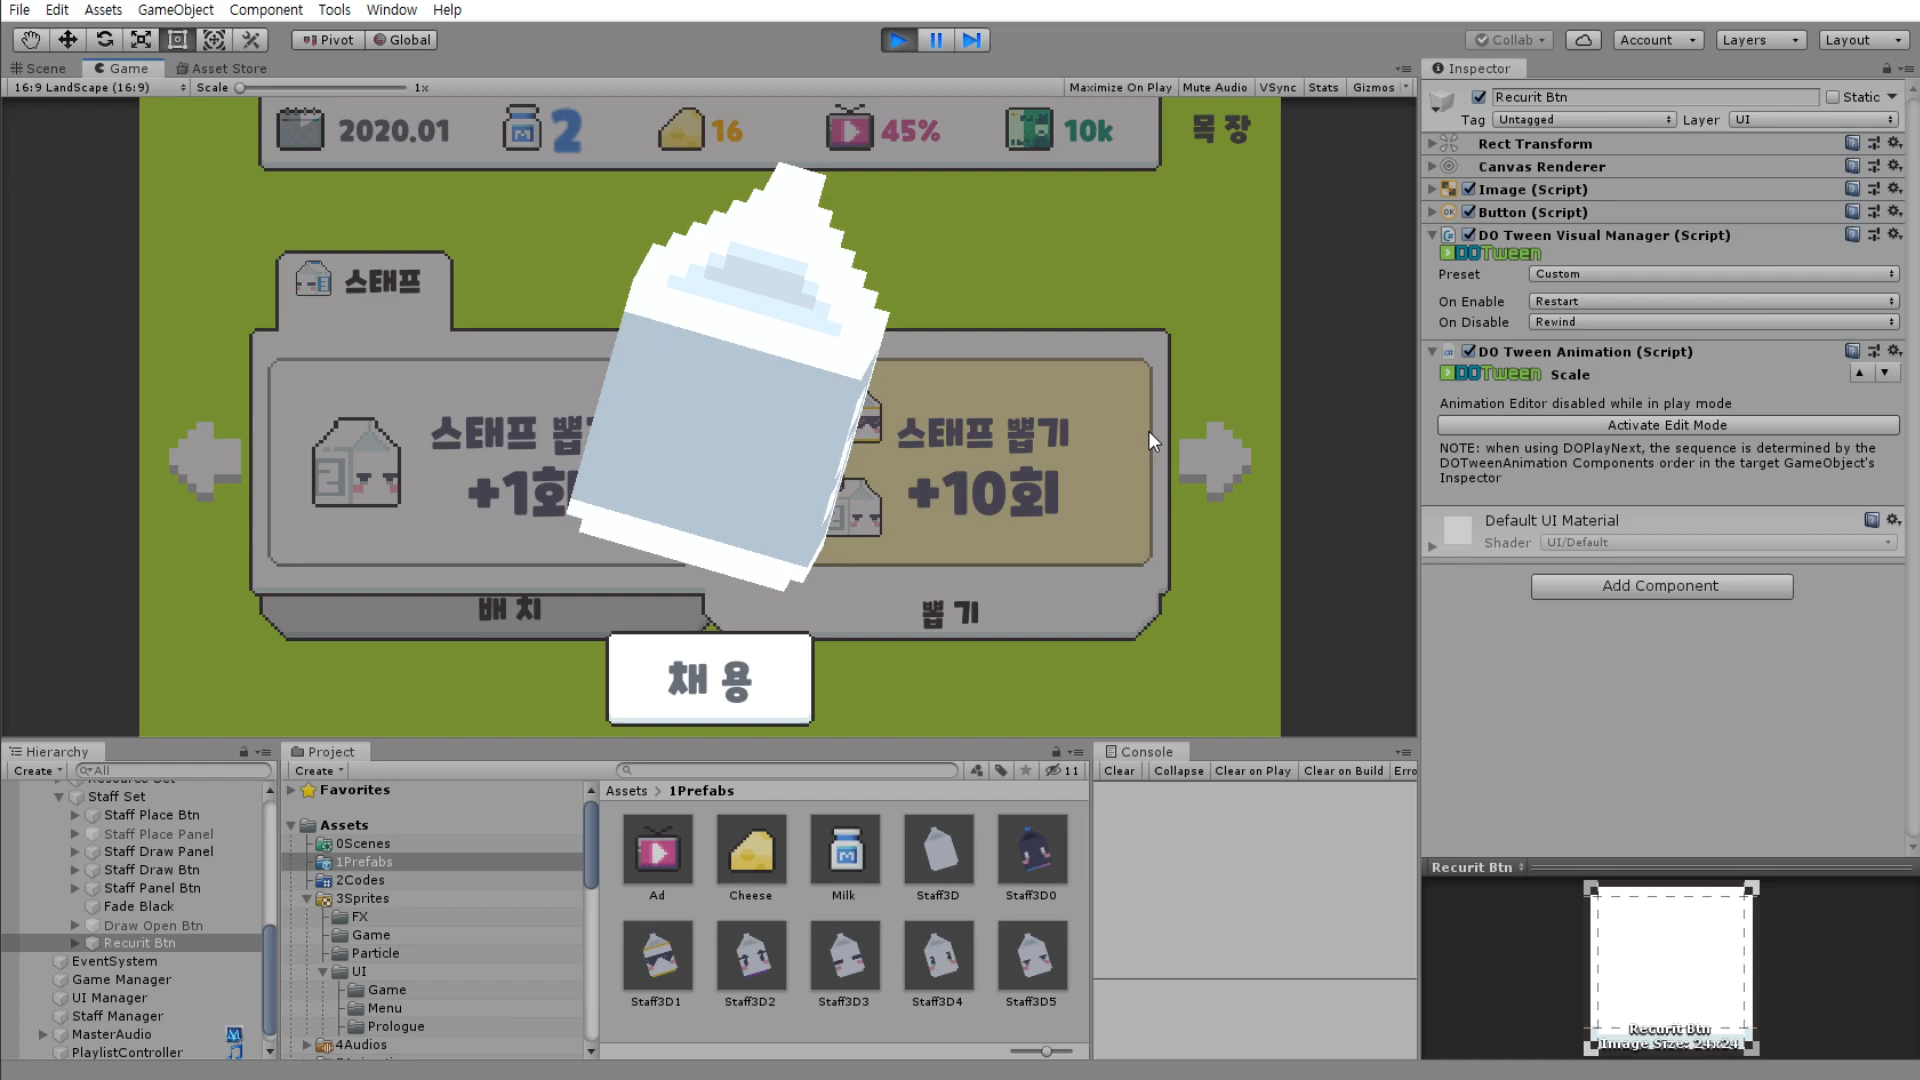 File Edit Assets GameObject Component Tools Window Help
Pivot Global Collab Account Layers Layout
Scene Game Asset Store
16:9 LandScape (16:9) Scale 1x Maximize On Play Mute Audio VSync Stats Gizmos
2020.01 2 16 45% 10k 목장
스태프
스태프 뽑
+1회
스태프 뽑기
+10회
배치 뽑기
채용
Inspector
Recurit Btn Static
Tag Untagged Layer UI
Rect Transform
Canvas Renderer
Image (Script)
Button (Script)
DO Tween Visual Manager (Script)
DOTween
Preset Custom
On Enable Restart
On Disable Rewind
DO Tween Animation (Script)
DOTween Scale
Animation Editor disabled while in play mode
Activate Edit Mode
NOTE: when using DOPlayNext, the sequence is determined by the
DOTweenAnimation Components order in the target GameObject's
Inspector
Default UI Material
Shader UI/Default
Add Component
Hierarchy
Create All
Staff Set
Staff Place Btn
Staff Place Panel
Staff Draw Panel
Staff Draw Btn
Staff Panel Btn
Fade Black
Draw Open Btn
Recurit Btn
EventSystem
Game Manager
UI Manager
Staff Manager
MasterAudio
PlaylistController
Project
Create 11
Favorites
Assets
0Scenes
1Prefabs
2Codes
3Sprites
FX
Game
Particle
UI
Game
Menu
Prologue
4Audios
Assets > 1Prefabs
Ad Cheese Milk Staff3D Staff3D0
Staff3D1 Staff3D2 Staff3D3 Staff3D4 Staff3D5
Console
Clear Collapse Clear on Play Clear on Build Erro
Recurit Btn
Recurit Btn
Image Size: 24x24